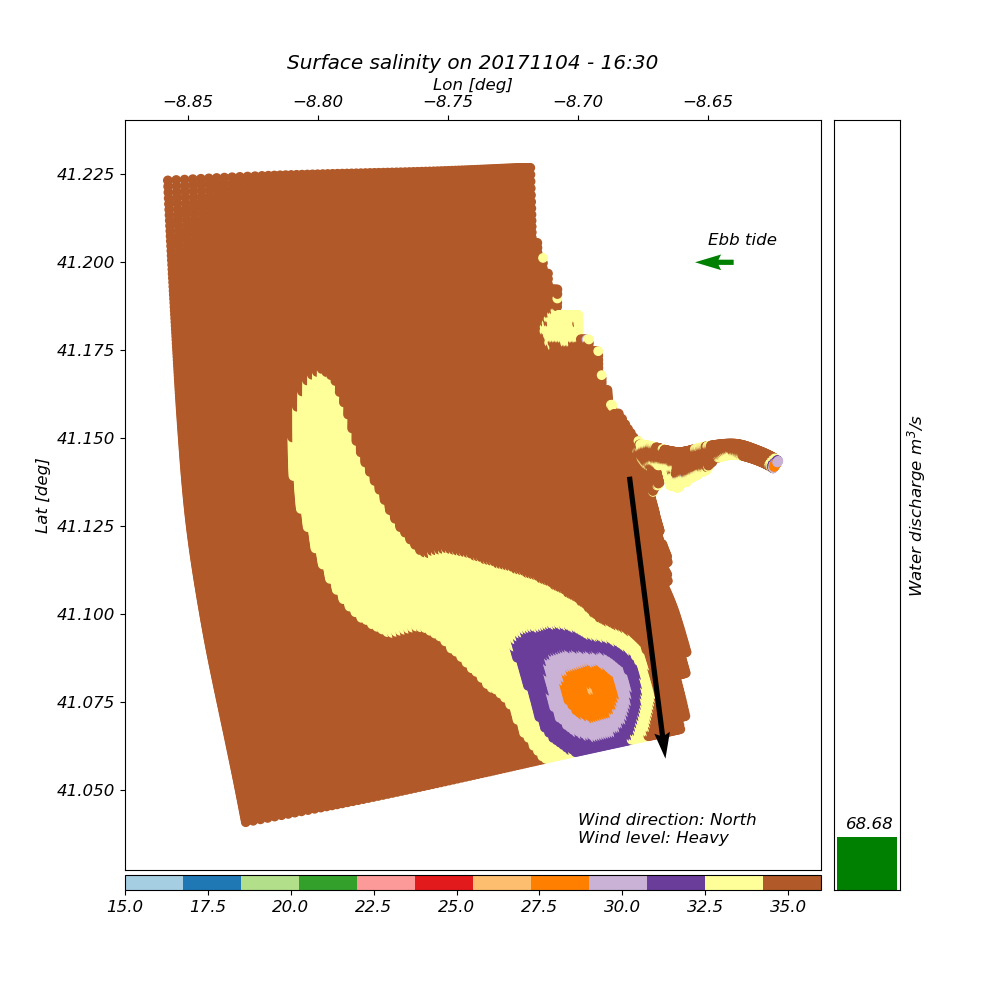 Surface salinity on 20171104 - 16:30
Lon [deg]
−8.85 −8.80 −8.75 −8.70 −8.65
41.225
41.200
41.175
41.150
41.125
41.100
41.075
41.050
Lat [deg]
Ebb tide
Wind direction: North
Wind level: Heavy
68.68
Water discharge m³/s
15.0 17.5 20.0 22.5 25.0 27.5 30.0 32.5 35.0